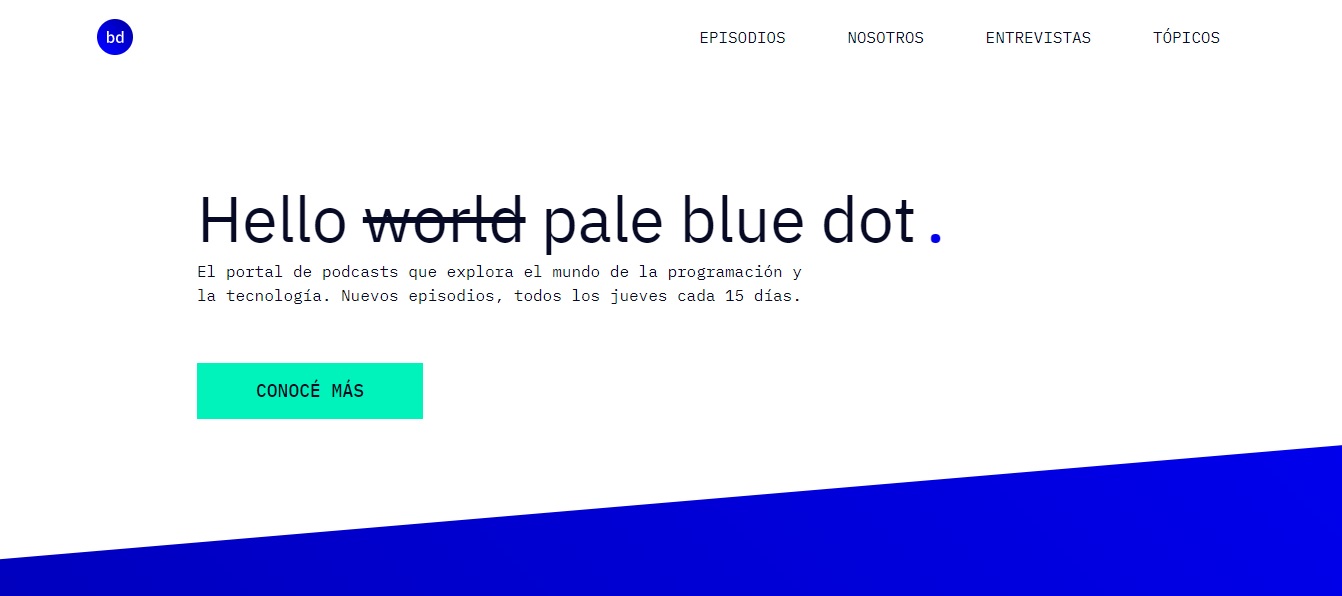 bd
EPISODIOS NOSOTROS ENTREVISTAS TÓPICOS
Hello world pale blue dot.
El portal de podcasts que explora el mundo de la programación y
la tecnología. Nuevos episodios, todos los jueves cada 15 días.
CONOCÉ MÁS